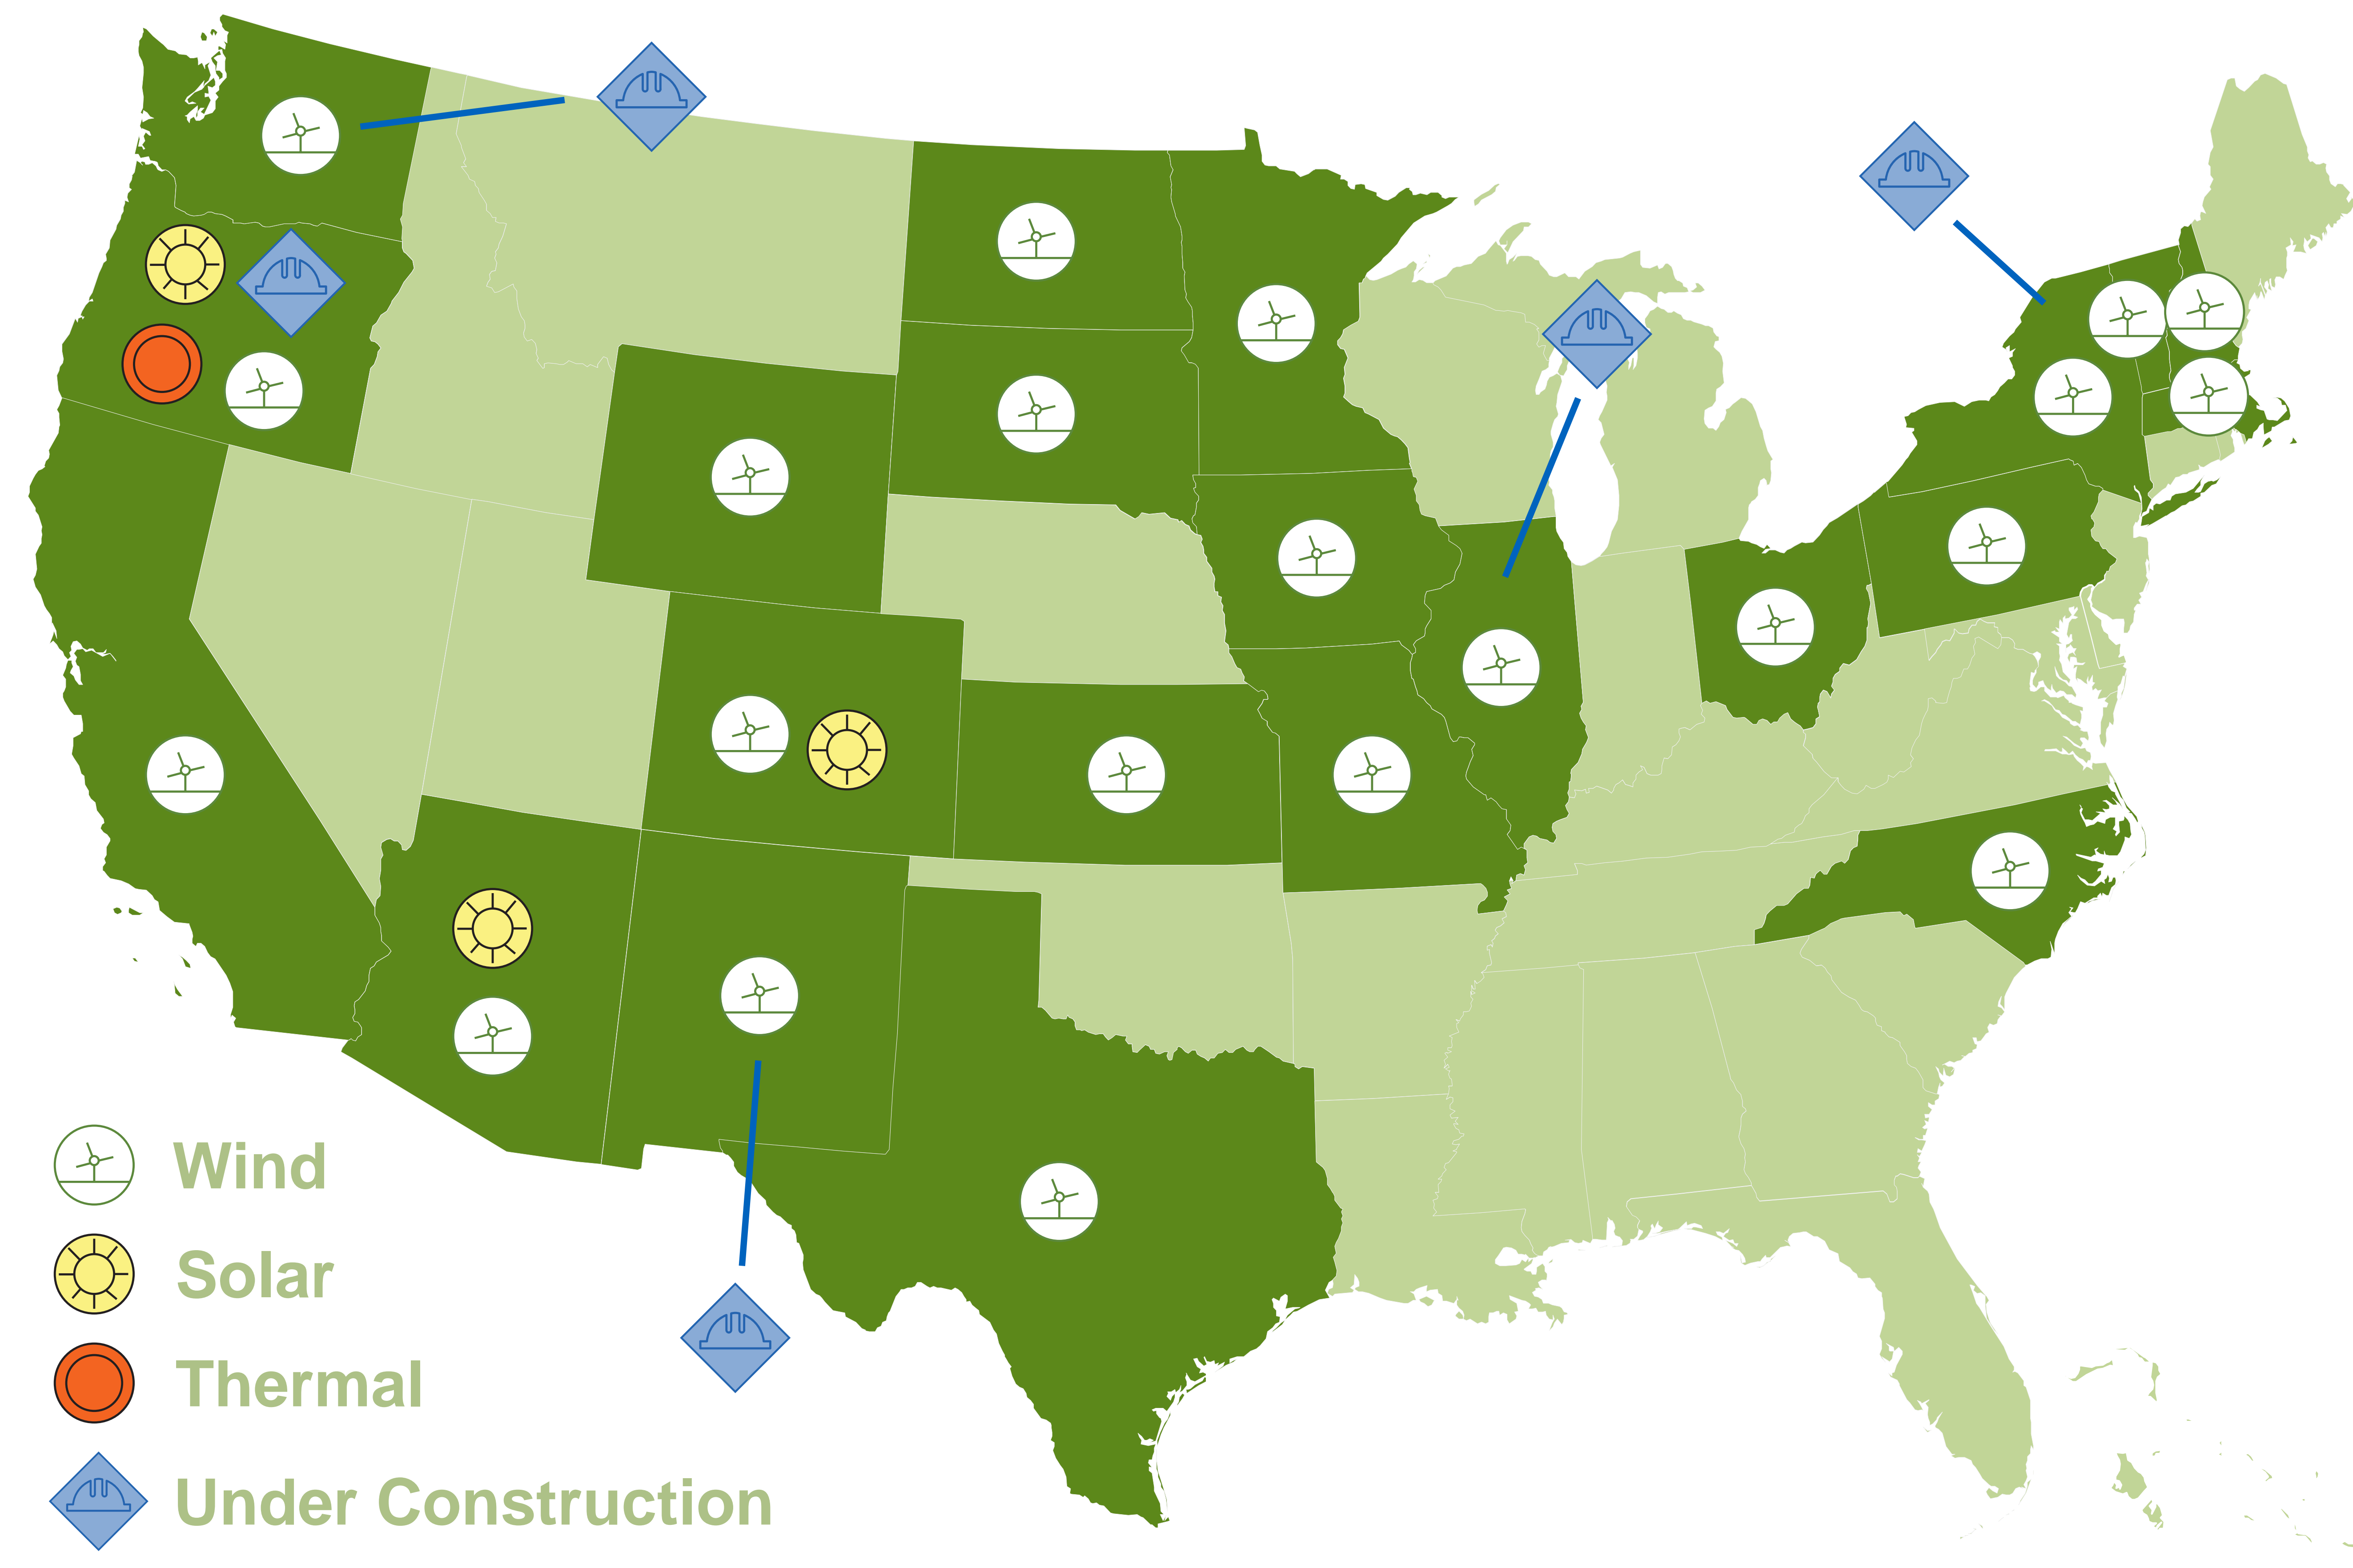 Wind
Solar
Thermal
Under Construction